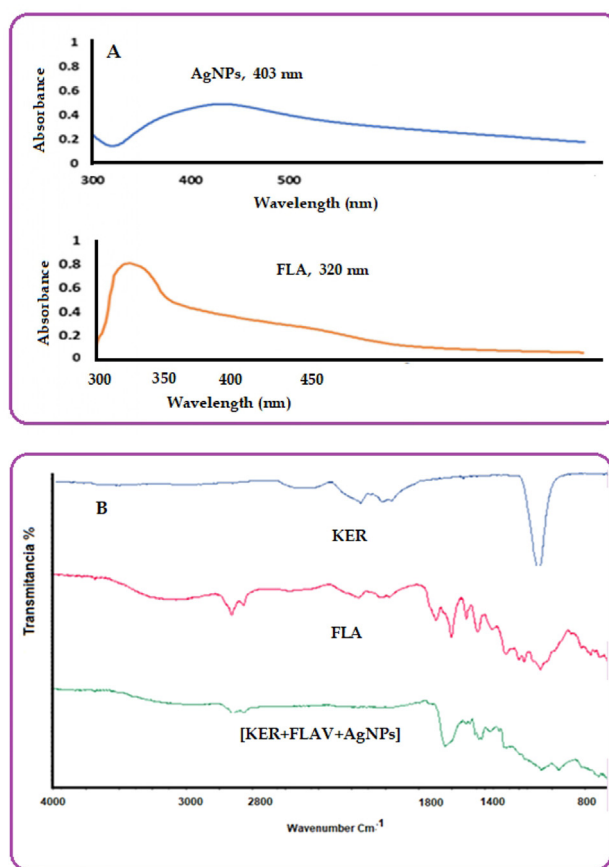 A
AgNPs, 403 nm
Absorbance
1
0.8
0.6
0.4
0.2
0
300 400 500
Wavelength (nm)
FLA, 320 nm
Absorbance
1
0.8
0.6
0.4
0.2
0
300 350 400 450
Wavelength (nm)
B
KER
FLA
[KER+FLAV+AgNPs]
Transmitancia %
4000 3000 2800 1800 1400 800
Wavenumber Cm-1